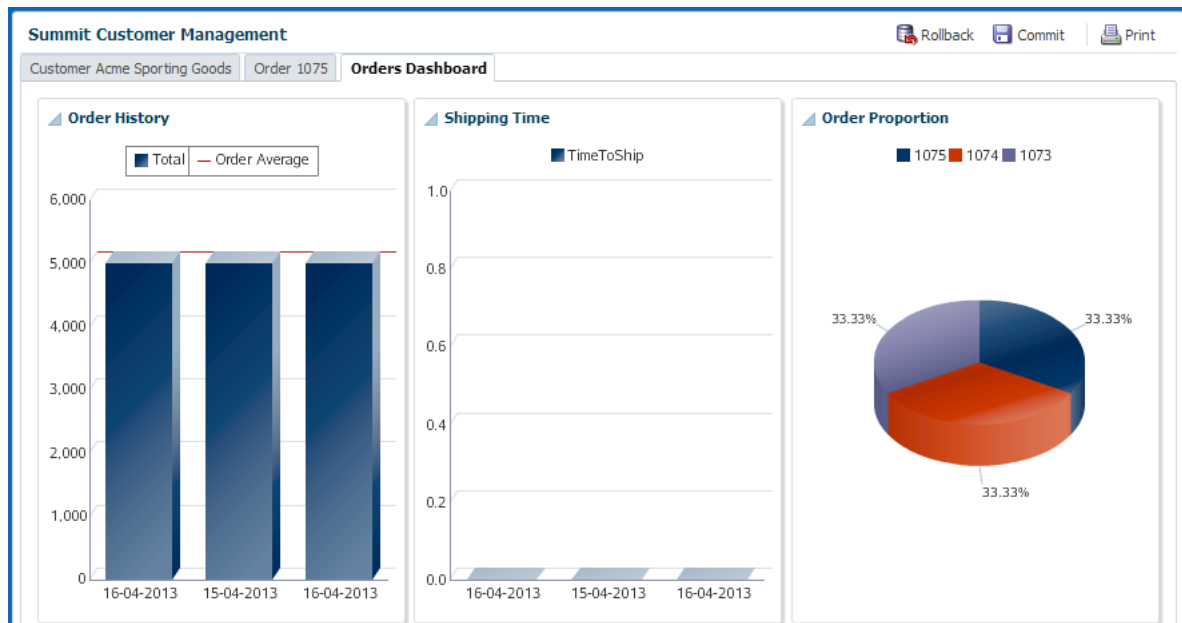 Summit Customer Management
Rollback Commit Print
Customer Acme Sporting Goods Order 1075 Orders Dashboard
Order History
Total Order Average
6,000
5,000
4,000
3,000
2,000
1,000
0
16-04-2013 15-04-2013 16-04-2013
Shipping Time
TimeToShip
1.0
0.8
0.6
0.4
0.2
0.0
16-04-2013 15-04-2013 16-04-2013
Order Proportion
1075 1074 1073
33.33% 33.33%
33.33%